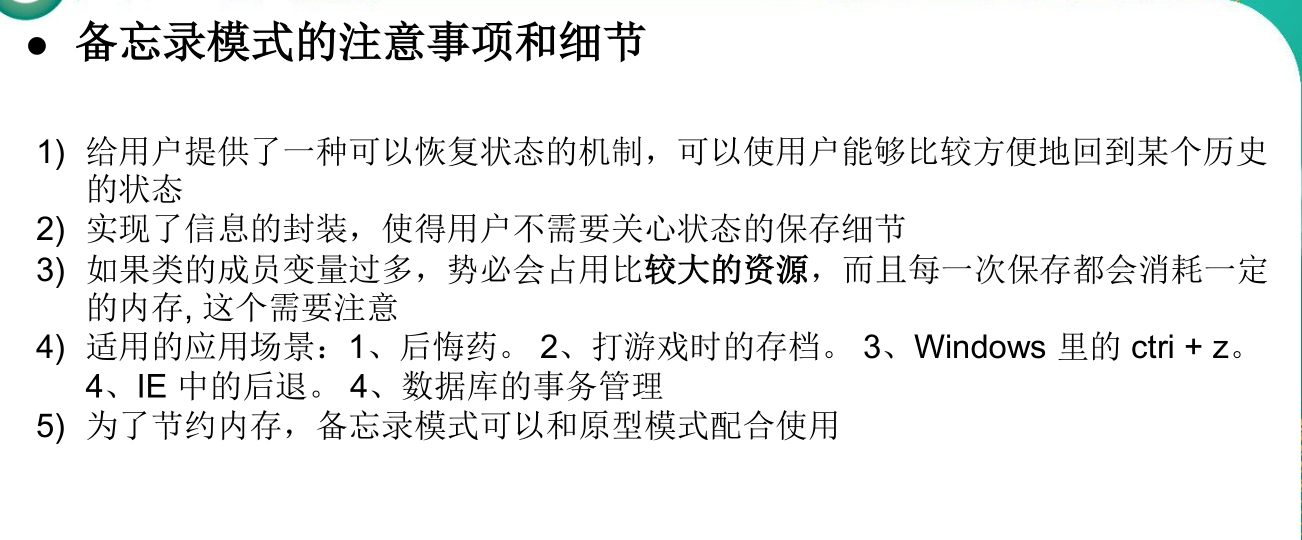 ● 备忘录模式的注意事项和细节
1) 给用户提供了一种可以恢复状态的机制，可以使用户能够比较方便地回到某个历史
的状态
2) 实现了信息的封装，使得用户不需要关心状态的保存细节
3) 如果类的成员变量过多，势必会占用比较大的资源，而且每一次保存都会消耗一定
的内存, 这个需要注意
4) 适用的应用场景：1、后悔药。 2、打游戏时的存档。 3、Windows 里的 ctri + z。
4、IE 中的后退。 4、数据库的事务管理
5) 为了节约内存，备忘录模式可以和原型模式配合使用